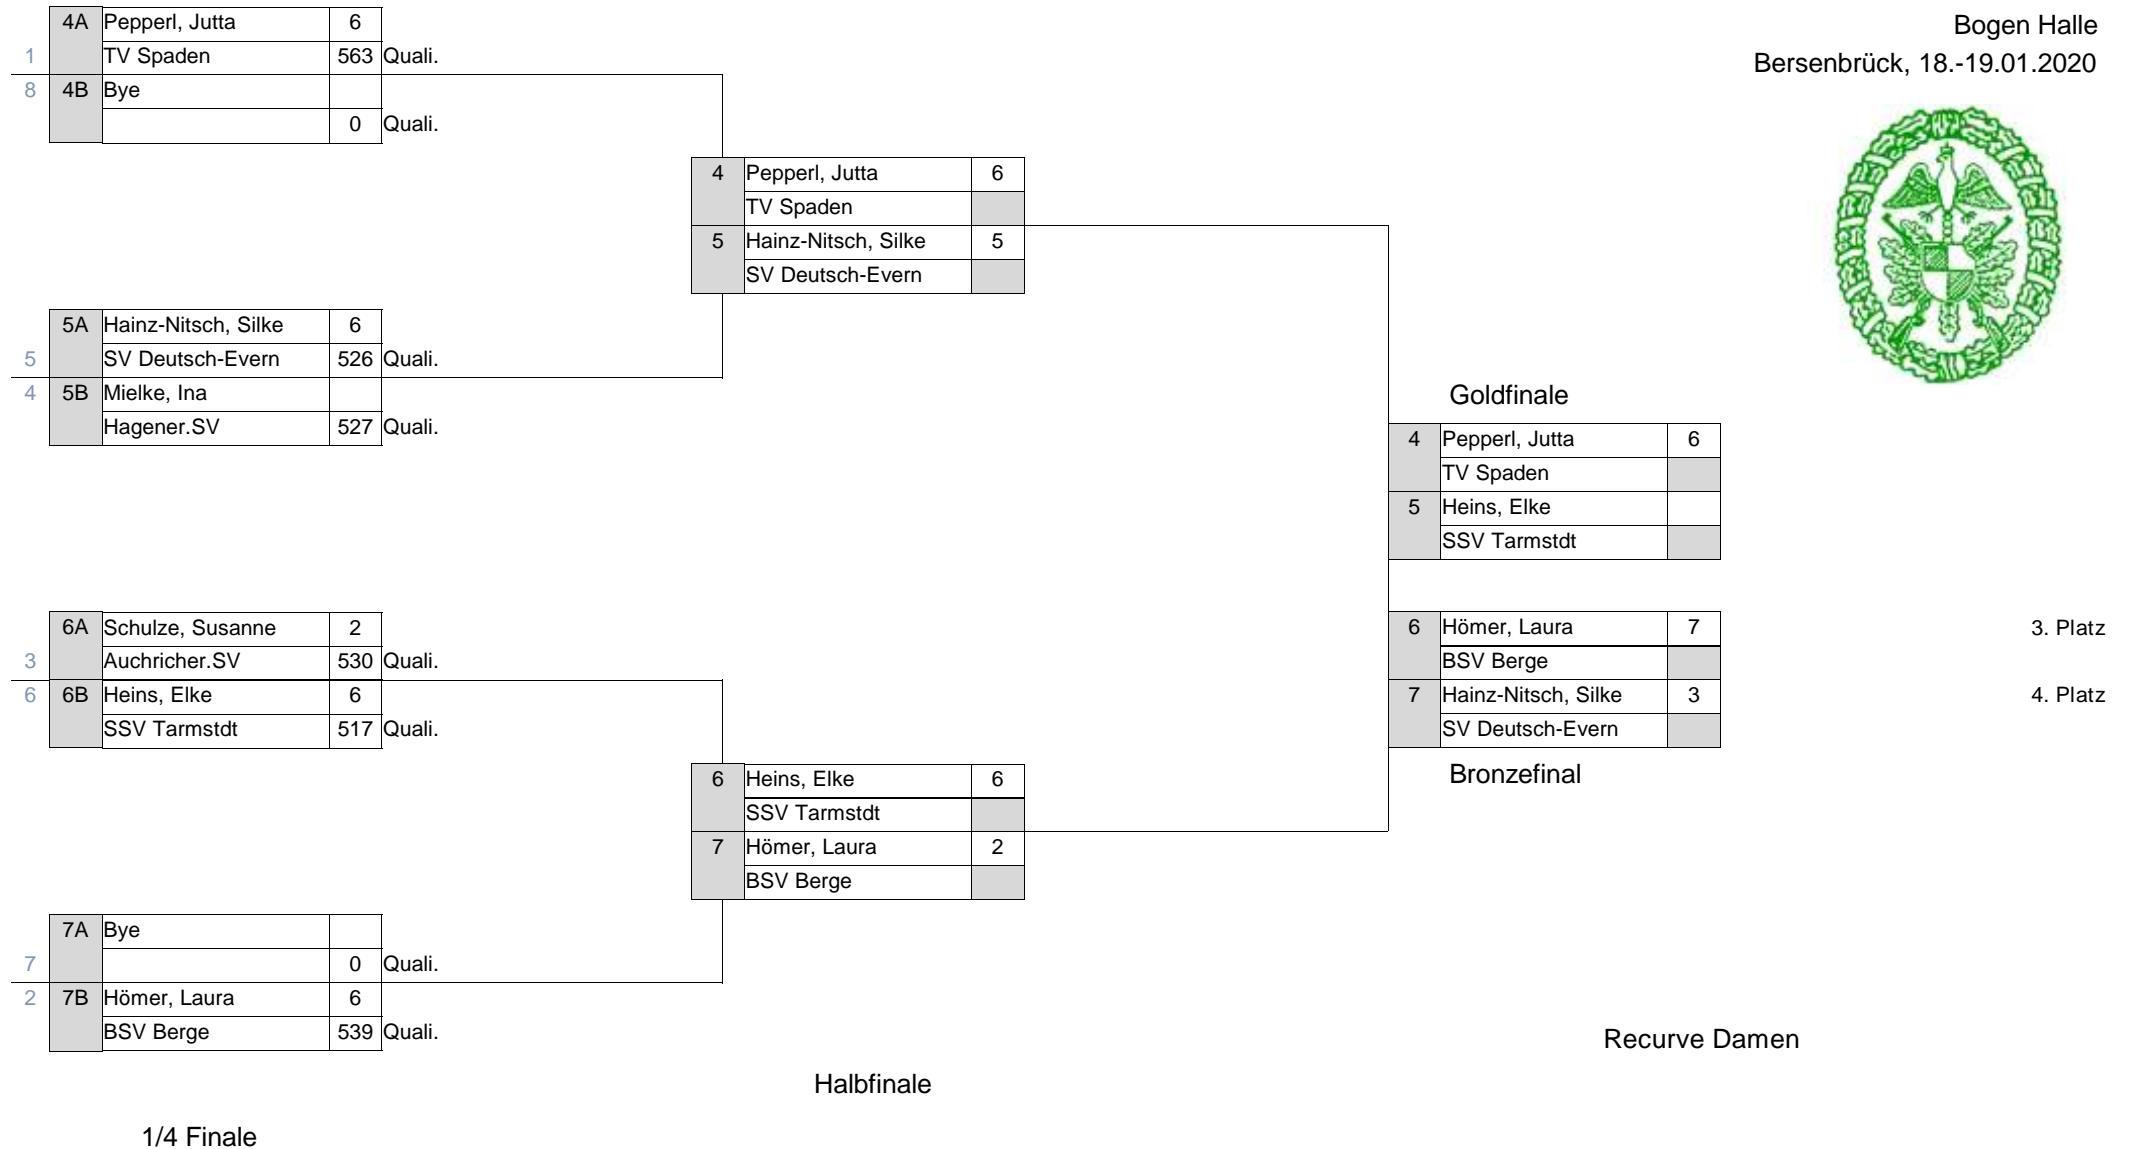 Bogen Halle
Bersenbrück, 18.-19.01.2020
4A Pepperl, Jutta 6
1 TV Spaden 563 Quali.
8 4B Bye
0 Quali.
4 Pepperl, Jutta 6
TV Spaden
5 Hainz-Nitsch, Silke 5
SV Deutsch-Evern
5A Hainz-Nitsch, Silke 6
5 SV Deutsch-Evern 526 Quali.
4 5B Mielke, Ina
Hagener.SV 527 Quali.
Goldfinale
4 Pepperl, Jutta 6
TV Spaden
5 Heins, Elke
SSV Tarmstdt
6A Schulze, Susanne 2
3 Auchricher.SV 530 Quali.
6 6B Heins, Elke 6
SSV Tarmstdt 517 Quali.
6 Hömer, Laura 7 3. Platz
BSV Berge
7 Hainz-Nitsch, Silke 3 4. Platz
SV Deutsch-Evern
Bronzefinal
6 Heins, Elke 6
SSV Tarmstdt
7 Hömer, Laura 2
BSV Berge
7A Bye
7 0 Quali.
2 7B Hömer, Laura 6
BSV Berge 539 Quali.
Recurve Damen
Halbfinale
1/4 Finale